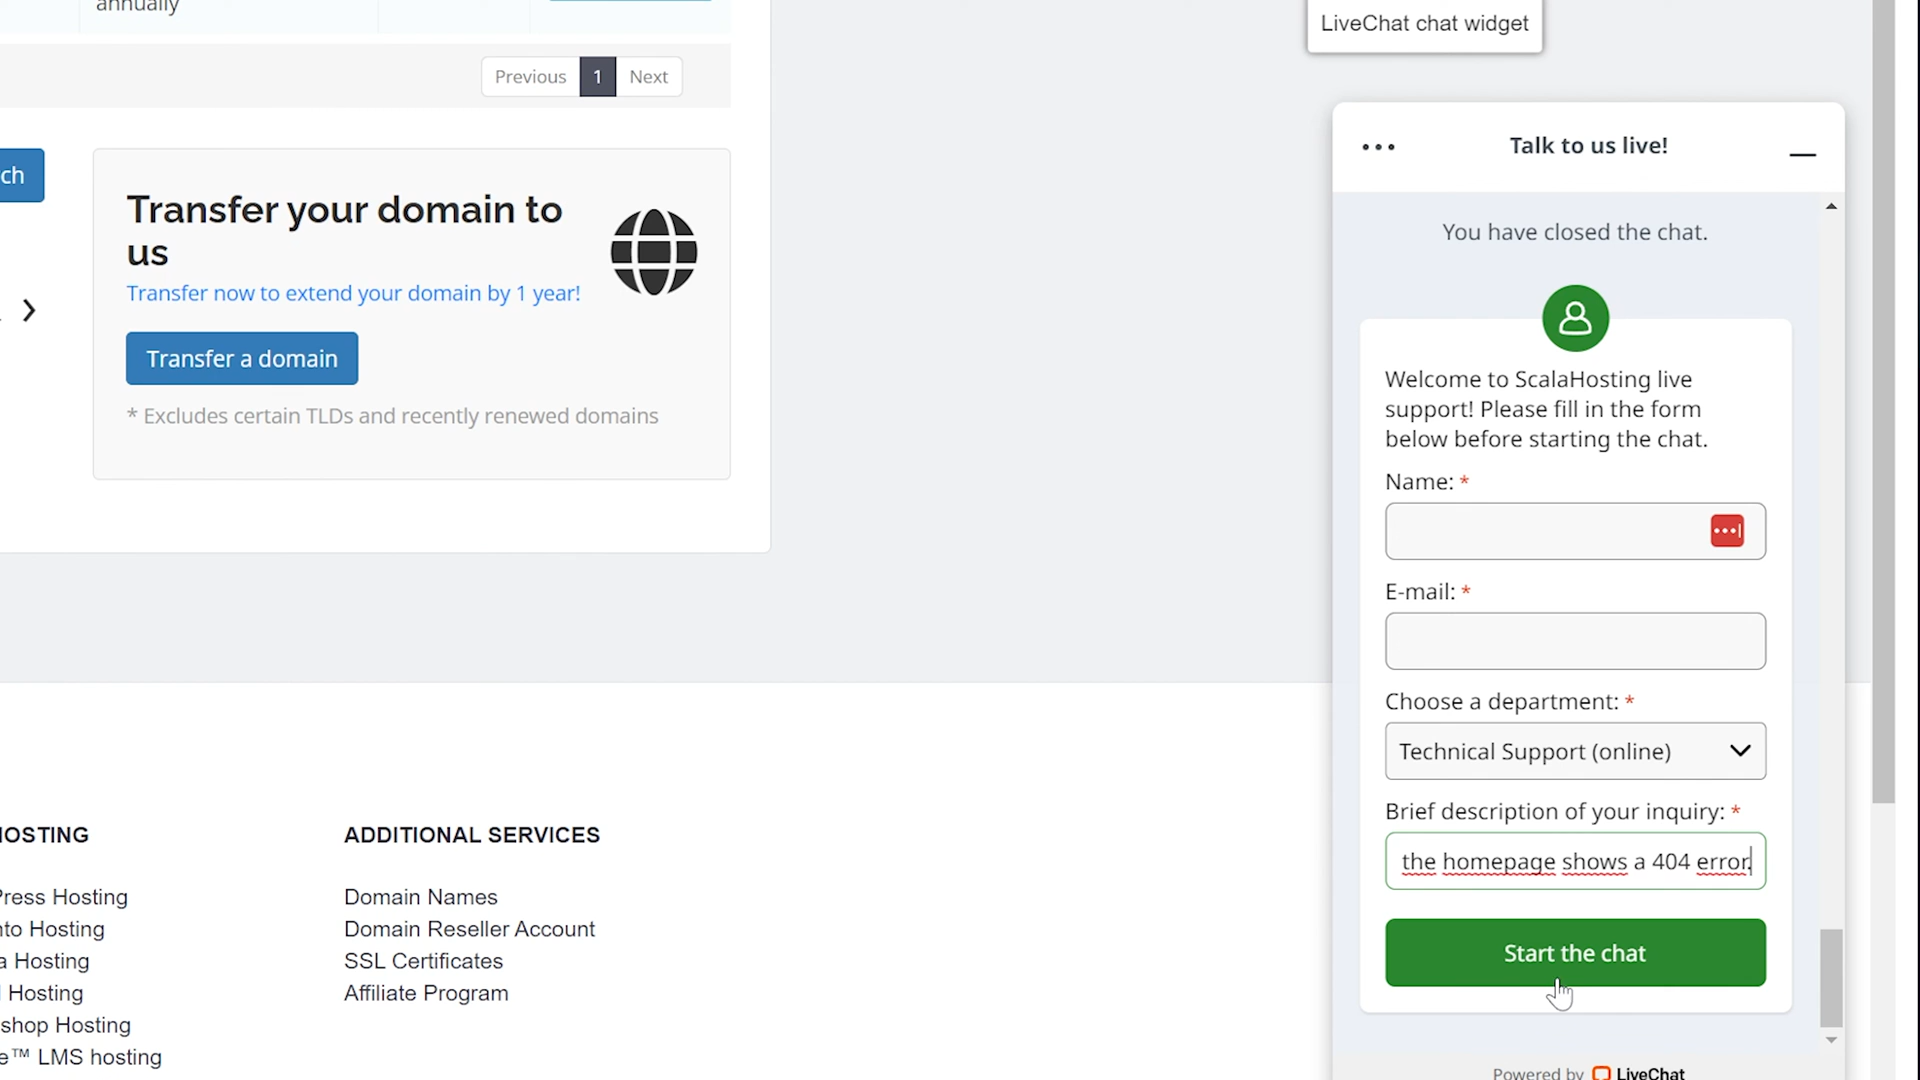 annually
LiveChat chat widget
Previous 1 Next
ch
Transfer your domain to
us
Transfer now to extend your domain by 1 year!
Transfer a domain
* Excludes certain TLDs and recently renewed domains
Talk to us live!
You have closed the chat.
Welcome to ScalaHosting live
support! Please fill in the form
below before starting the chat.
Name: *
E-mail: *
Choose a department: *
Technical Support (online)
Brief description of your inquiry: *
the homepage shows a 404 error.
Start the chat
Powered by LiveChat
HOSTING
Press Hosting
nto Hosting
a Hosting
l Hosting
shop Hosting
e™ LMS hosting
ADDITIONAL SERVICES
Domain Names
Domain Reseller Account
SSL Certificates
Affiliate Program